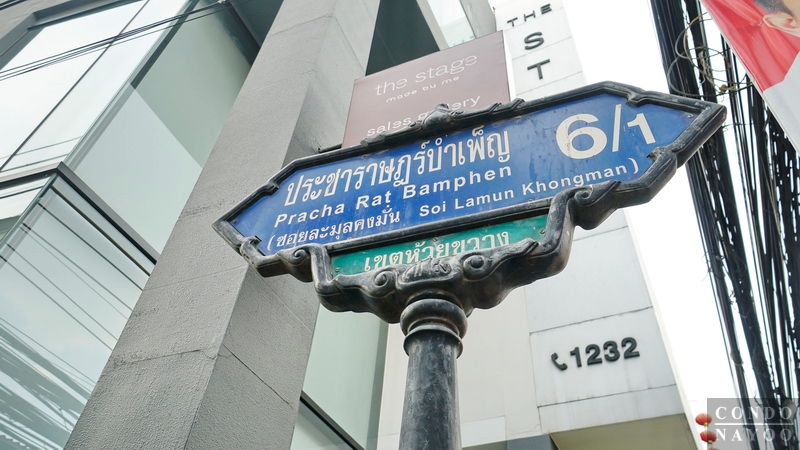 THE
ST
the stage
made by me
sales gallery
ประชาราษฎร์บำเพ็ญ 6/1
Pracha Rat Bamphen
(ซอยละมุลคงมั่น Soi Lamun Khongman)
เขตห้วยขวาง
1232
CONDO
NAYOO